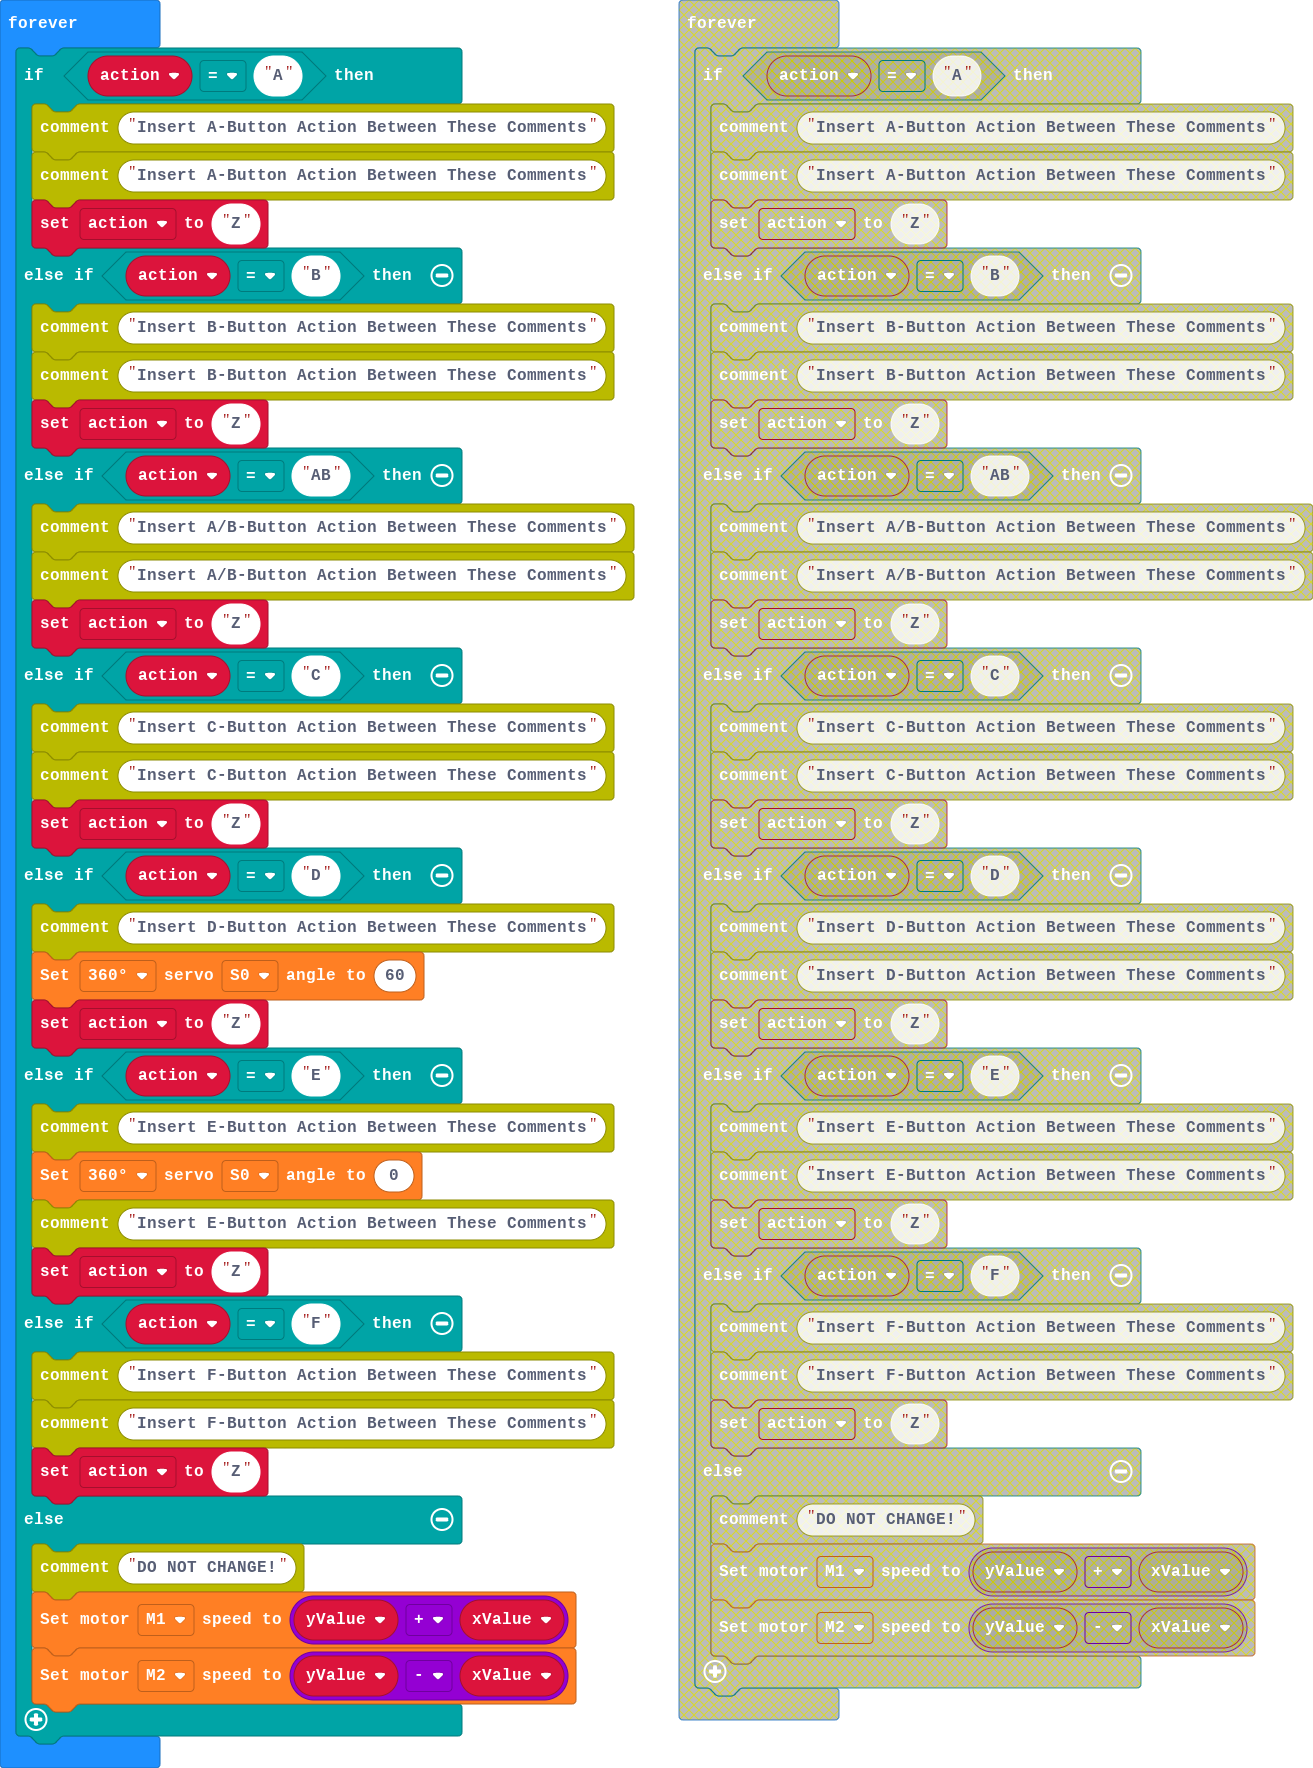 forever
if action = "A" then
comment "Insert A-Button Action Between These Comments"
comment "Insert A-Button Action Between These Comments"
set action to "Z"
else if action = "B" then
comment "Insert B-Button Action Between These Comments"
comment "Insert B-Button Action Between These Comments"
set action to "Z"
else if action = "AB" then
comment "Insert A/B-Button Action Between These Comments"
comment "Insert A/B-Button Action Between These Comments"
set action to "Z"
else if action = "C" then
comment "Insert C-Button Action Between These Comments"
comment "Insert C-Button Action Between These Comments"
set action to "Z"
else if action = "D" then
comment "Insert D-Button Action Between These Comments"
Set 360° servo S0 angle to 60
set action to "Z"
else if action = "E" then
comment "Insert E-Button Action Between These Comments"
Set 360° servo S0 angle to 0
comment "Insert E-Button Action Between These Comments"
set action to "Z"
else if action = "F" then
comment "Insert F-Button Action Between These Comments"
comment "Insert F-Button Action Between These Comments"
set action to "Z"
else
comment "DO NOT CHANGE!"
Set motor M1 speed to yValue + xValue
Set motor M2 speed to yValue - xValue
forever
if action = "A" then
comment "Insert A-Button Action Between These Comments"
comment "Insert A-Button Action Between These Comments"
set action to "Z"
else if action = "B" then
comment "Insert B-Button Action Between These Comments"
comment "Insert B-Button Action Between These Comments"
set action to "Z"
else if action = "AB" then
comment "Insert A/B-Button Action Between These Comments"
comment "Insert A/B-Button Action Between These Comments"
set action to "Z"
else if action = "C" then
comment "Insert C-Button Action Between These Comments"
comment "Insert C-Button Action Between These Comments"
set action to "Z"
else if action = "D" then
comment "Insert D-Button Action Between These Comments"
comment "Insert D-Button Action Between These Comments"
set action to "Z"
else if action = "E" then
comment "Insert E-Button Action Between These Comments"
comment "Insert E-Button Action Between These Comments"
set action to "Z"
else if action = "F" then
comment "Insert F-Button Action Between These Comments"
comment "Insert F-Button Action Between These Comments"
set action to "Z"
else
comment "DO NOT CHANGE!"
Set motor M1 speed to yValue + xValue
Set motor M2 speed to yValue - xValue